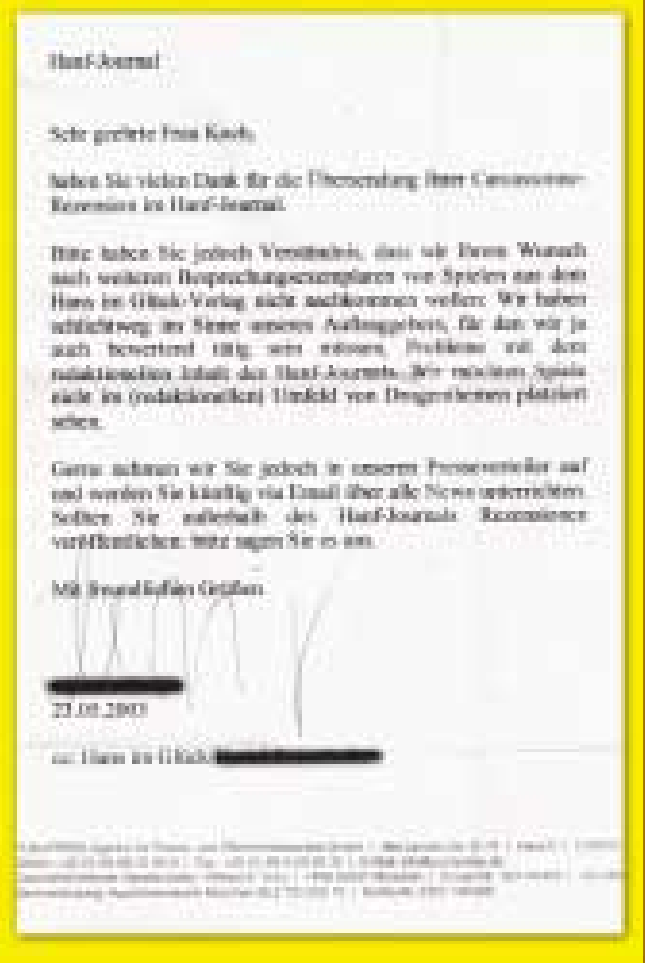 Hanf-Journal
Sehr geehrte Frau Koch,
haben Sie vielen Dank für die Übersendung Ihrer Carcassonne-
Rezension im Hanf-Journal.
Bitte haben Sie jedoch Verständnis, dass wir Ihrem Wunsch
nach weiteren Besprechungsexemplaren von Spielen aus dem
Hans im Glück-Verlag nicht nachkommen wollen. Wir haben
schlichtweg im Sinne unseres Auftraggebers, für den wir ja
auch bewertend tätig sein müssen, Probleme mit dem
redaktionellen Inhalt des Hanf-Journals. Wir möchten Spiele
nicht im (redaktionellen) Umfeld von Drogenthemen platziert
sehen.
Gerne nehmen wir Sie jedoch in unseren Presseverteiler auf
und werden Sie künftig via Email über alle News unterrichten.
Sollten Sie außerhalb des Hanf-Journals Rezensionen
veröffentlichen, bitte sagen Sie es uns.
Mit freundlichen Grüßen
2003
cc: Hans im Glück